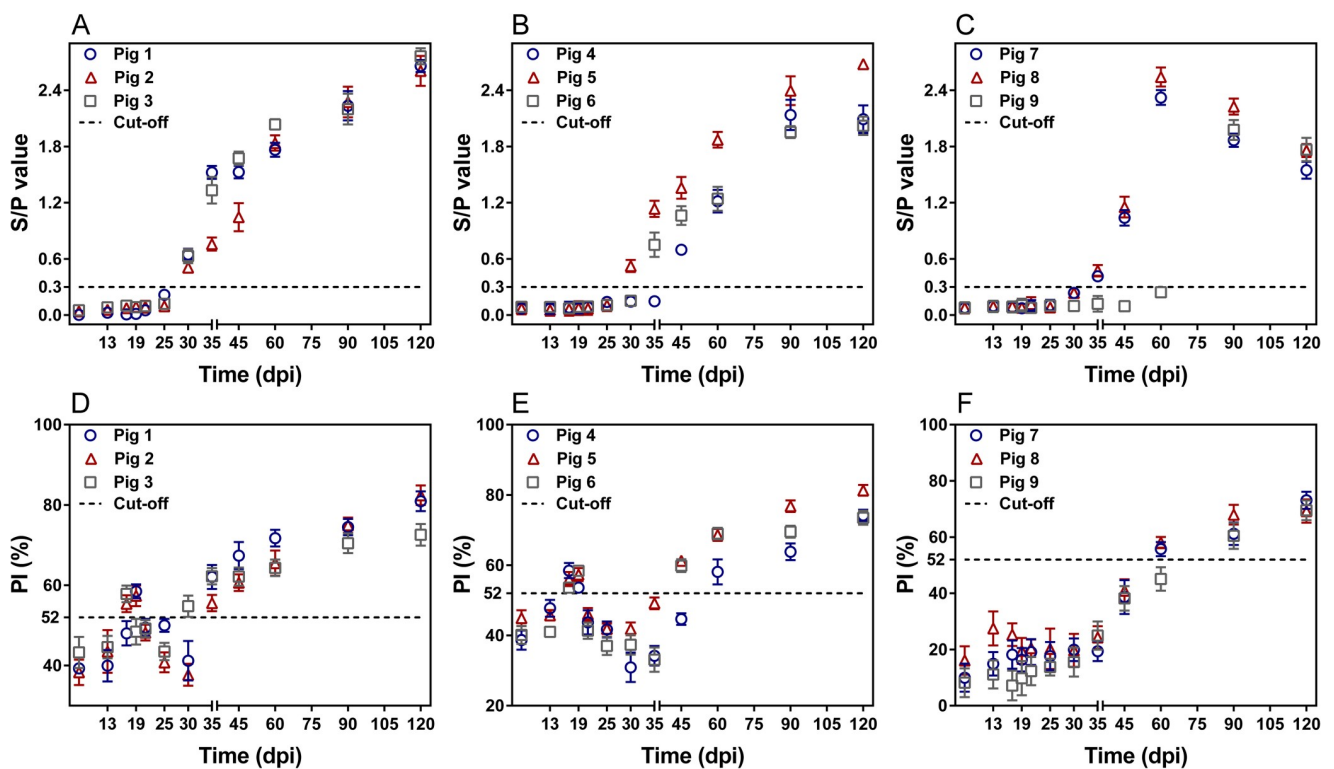 A
B
C
Pig 1
Pig 2
Pig 3
Cut-off
S/P value
2.4
1.8
1.2
0.6
0.3
0.0
13 19 25 30 35 45 60 75 90 105 120
Time (dpi)
Pig 4
Pig 5
Pig 6
Cut-off
S/P value
2.4
1.8
1.2
0.6
0.3
0.0
13 19 25 30 35 45 60 75 90 105 120
Time (dpi)
Pig 7
Pig 8
Pig 9
Cut-off
S/P value
2.4
1.8
1.2
0.6
0.3
0.0
13 19 25 30 35 45 60 75 90 105 120
Time (dpi)
D
E
F
Pig 1
Pig 2
Pig 3
Cut-off
PI (%)
100
80
60
52
40
13 19 25 30 35 45 60 75 90 105 120
Time (dpi)
Pig 4
Pig 5
Pig 6
Cut-off
PI (%)
100
80
60
52
40
20
13 19 25 30 35 45 60 75 90 105 120
Time (dpi)
Pig 7
Pig 8
Pig 9
Cut-off
PI (%)
100
80
60
52
40
20
0
13 19 25 30 35 45 60 75 90 105 120
Time (dpi)